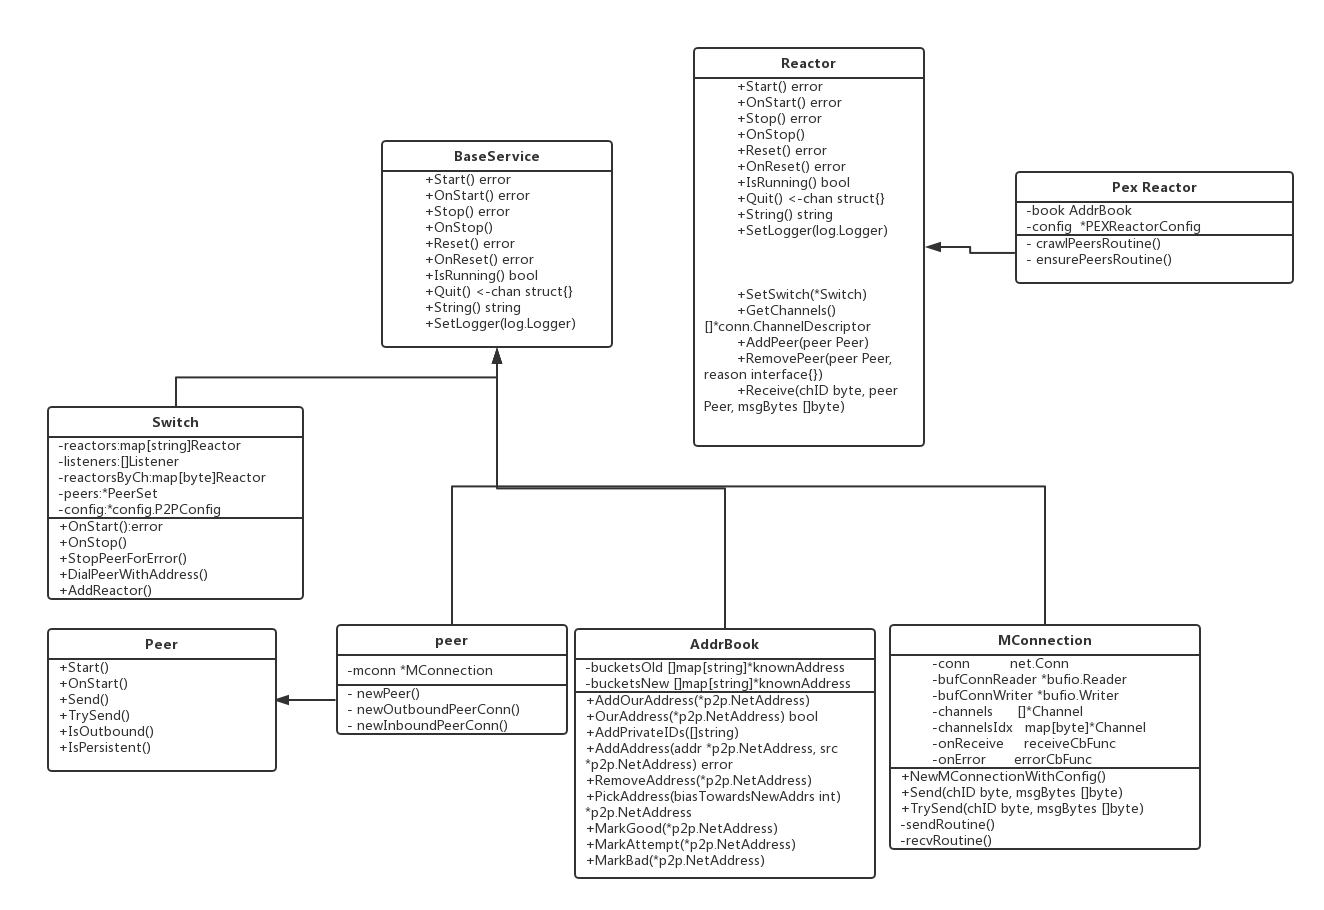 Reactor
+Start() error
+OnStart() error
+Stop() error
+OnStop()
+Reset() error
+OnReset() error
+IsRunning() bool
+Quit() <-chan struct{}
+String() string
+SetLogger(log.Logger)
+SetSwitch(*Switch)
+GetChannels()
[]*conn.ChannelDescriptor
+AddPeer(peer Peer)
+RemovePeer(peer Peer,
reason interface{})
+Receive(chID byte, peer
Peer, msgBytes []byte)
BaseService
+Start() error
+OnStart() error
+Stop() error
+OnStop()
+Reset() error
+OnReset() error
+IsRunning() bool
+Quit() <-chan struct{}
+String() string
+SetLogger(log.Logger)
Pex Reactor
-book AddrBook
-config  *PEXReactorConfig
- crawlPeersRoutine()
- ensurePeersRoutine()
Switch
-reactors:map[string]Reactor
-listeners:[]Listener
-reactorsByCh:map[byte]Reactor
-peers:*PeerSet
-config:*config.P2PConfig
+OnStart():error
+OnStop()
+StopPeerForError()
+DialPeerWithAddress()
+AddReactor()
Peer
+Start()
+OnStart()
+Send()
+TrySend()
+IsOutbound()
+IsPersistent()
peer
-mconn *MConnection
- newPeer()
- newOutboundPeerConn()
- newInboundPeerConn()
AddrBook
-bucketsOld []map[string]*knownAddress
-bucketsNew []map[string]*knownAddress
+AddOurAddress(*p2p.NetAddress)
+OurAddress(*p2p.NetAddress) bool
+AddPrivateIDs([]string)
+AddAddress(addr *p2p.NetAddress, src
*p2p.NetAddress) error
+RemoveAddress(*p2p.NetAddress)
+PickAddress(biasTowardsNewAddrs int)
*p2p.NetAddress
+MarkGood(*p2p.NetAddress)
+MarkAttempt(*p2p.NetAddress)
+MarkBad(*p2p.NetAddress)
MConnection
-conn          net.Conn
-bufConnReader *bufio.Reader
-bufConnWriter *bufio.Writer
-channels      []*Channel
-channelsIdx   map[byte]*Channel
-onReceive     receiveCbFunc
-onError       errorCbFunc
+NewMConnectionWithConfig()
+Send(chID byte, msgBytes []byte)
+TrySend(chID byte, msgBytes []byte)
-sendRoutine()
-recvRoutine()